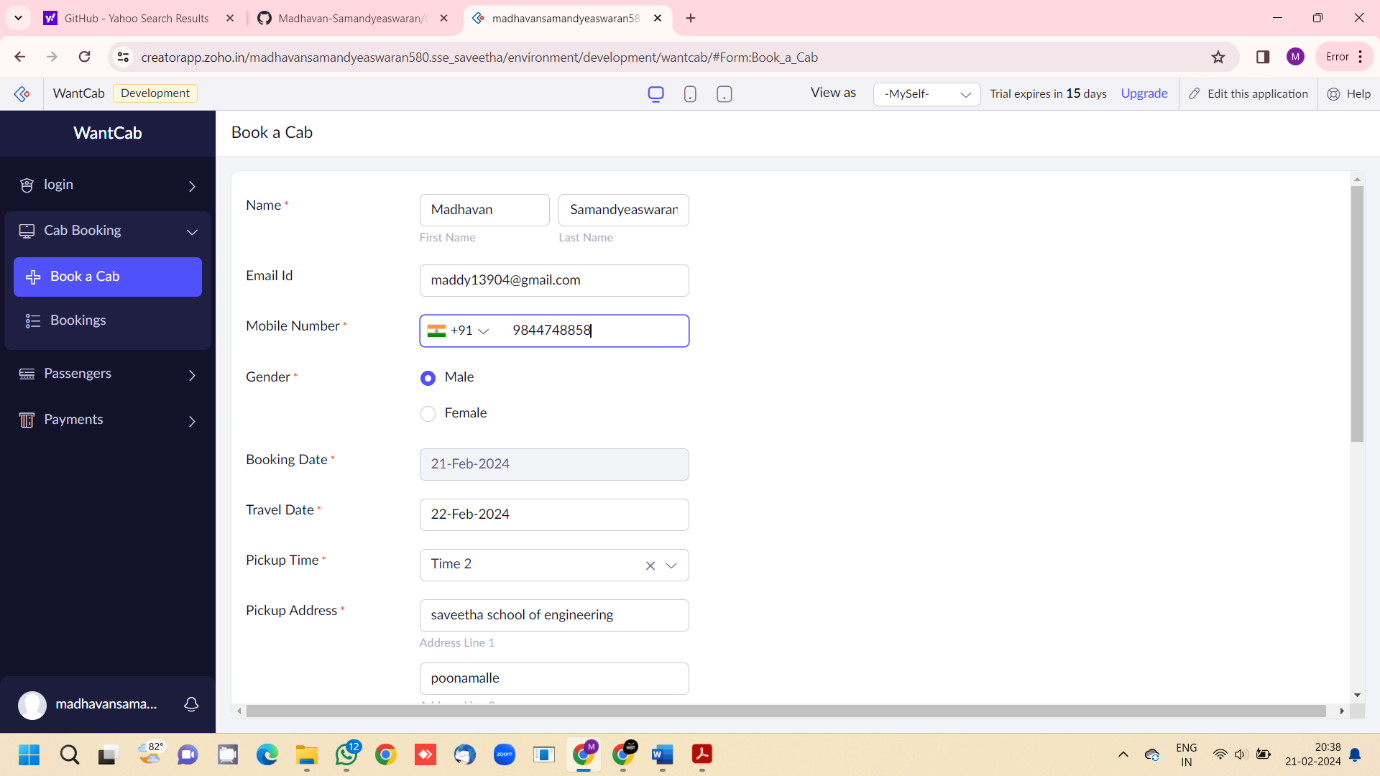 GitHub - Yahoo Search Results
Madhavan-Samandyeaswaran/
madhavansamandyeaswaran58
creatorapp.zoho.in/madhavansamandyeaswaran580.sse_saveetha/environment/development/wantcab/#Form:Book_a_Cab
M
Error
WantCab
Development
View as
-MySelf-
Trial expires in 15 days
Upgrade
Edit this application
Help
WantCab
login
Cab Booking
Book a Cab
Bookings
Passengers
Payments
madhavansama...
Book a Cab
Name *
Madhavan
Samandyeaswaran
First Name
Last Name
Email Id
maddy13904@gmail.com
Mobile Number *
+91
9844748858
Gender *
Male
Female
Booking Date *
21-Feb-2024
Travel Date *
22-Feb-2024
Pickup Time *
Time 2
Pickup Address *
saveetha school of engineering
Address Line 1
poonamalle
82°
12
zoom
M
ENG
IN
20:38
21-02-2024